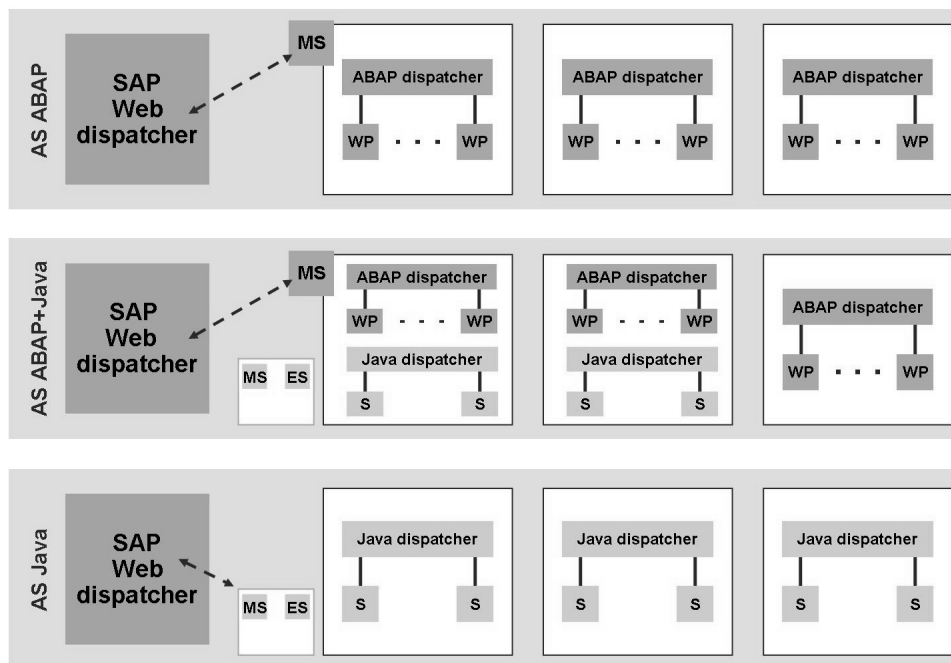 AS ABAP
SAP
Web
dispatcher
MS
ABAP dispatcher
WP . . . WP
ABAP dispatcher
WP . . . WP
ABAP dispatcher
WP . . . WP
AS ABAP+Java
SAP
Web
dispatcher
MS
MS ES
ABAP dispatcher
WP . . . WP
Java dispatcher
S S
ABAP dispatcher
WP . . . WP
Java dispatcher
S S
ABAP dispatcher
WP . . . WP
AS Java
SAP
Web
dispatcher
MS ES
Java dispatcher
S S
Java dispatcher
S S
Java dispatcher
S S